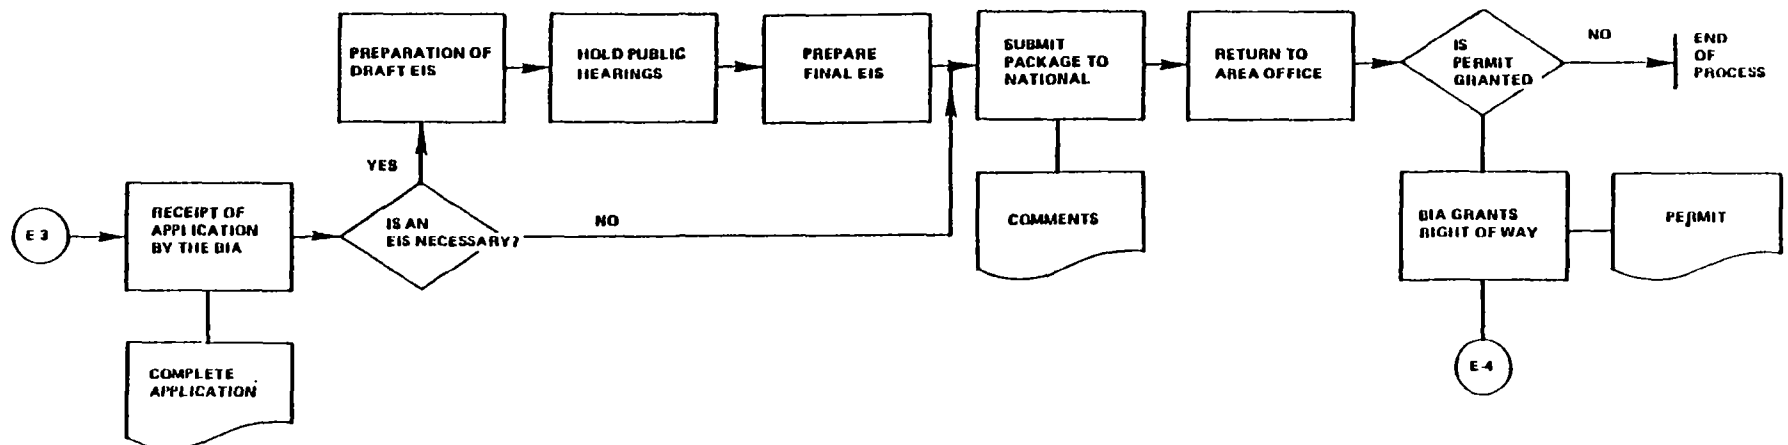 PREPARATION OF
DRAFT EIS
HOLD PUBLIC
HEARINGS
PREPARE
FINAL EIS
SUBMIT
PACKAGE TO
NATIONAL
RETURN TO
AREA OFFICE
IS
PERMIT
GRANTED
NO
END
OF
PROCESS
YES
E-3
RECEIPT OF
APPLICATION
BY THE BIA
IS AN
EIS NECESSARY?
NO
COMMENTS
BIA GRANTS
RIGHT OF WAY
PERMIT
COMPLETE
APPLICATION
E-4